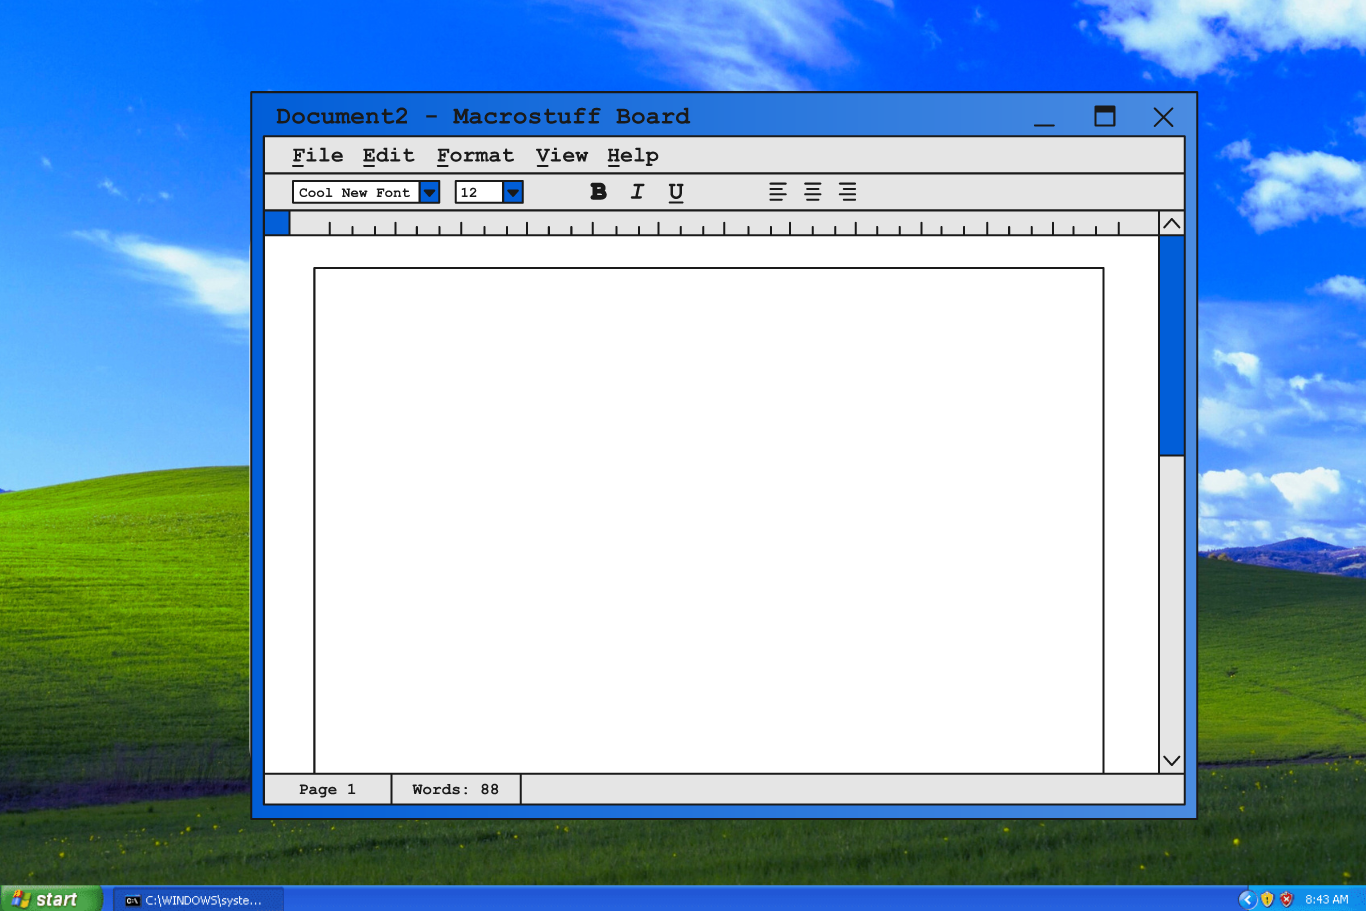 Document2 - Macrostuff Board
File Edit Format View Help
Cool New Font 12 B I U
Page 1 Words: 88
start C:\WINDOWS\syste... 8:43 AM